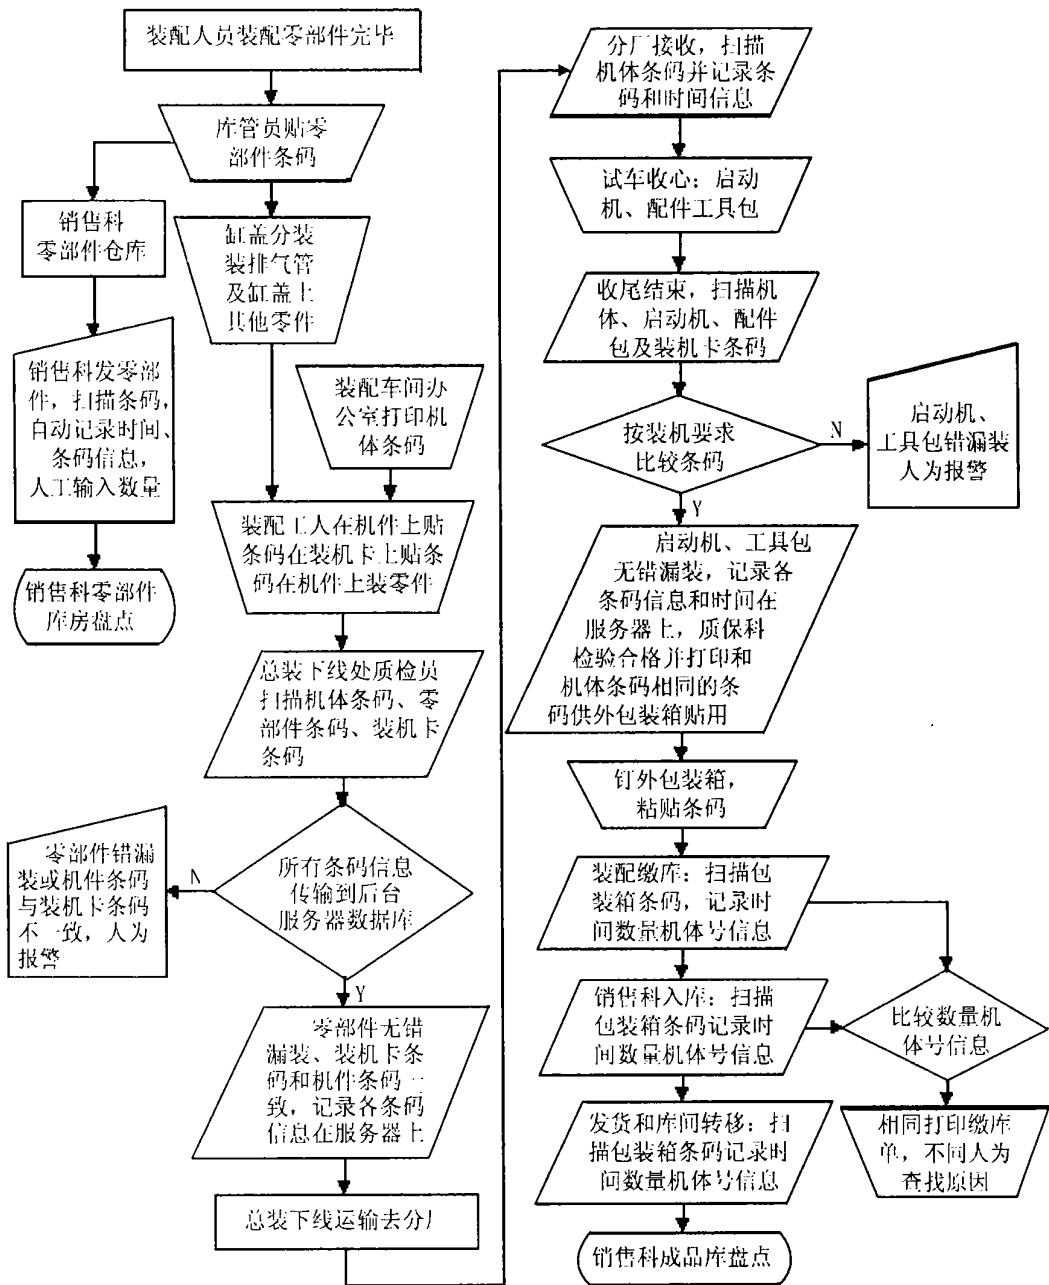 装配人员装配零部件完毕
库管员贴零
部件条码
销售科
零部件仓库
销售科发零部
件，扫描条码，
自动记录时间、
条码信息，
人工输入数量
销售科零部件
库房盘点
缸盖分装
装排气管
及缸盖上
其他零件
装配车间办
公室打印机
体条码
装配工人在机件上贴
条码在装机卡上贴条
码在机件上装零件
总装下线处质检员
扫描机体条码、零
部件条码、装机卡
条码
所有条码信息
传输到后台
服务器数据库
N
零部件错漏
装或机件条码
与装机卡条码
不一致，人为
报警
Y
零部件无错
漏装、装机卡条
码和机件条码一
致，记录各条码
信息在服务器上
总装下线运输去分厂
分厂接收，扫描
机体条码并记录条
码和时间信息
试车收心：启动
机、配件工具包
收尾结束，扫描机
体、启动机、配件
包及装机卡条码
按装机要求
比较条码
N
启动机、
工具包错漏装
人为报警
Y
启动机、工具包
无错漏装，记录各
条码信息和时间在
服务器上，质保科
检验合格并打印和
机体条码相同的条
码供外包装箱贴用
钉外包装箱，
粘贴条码
装配缴库：扫描包
装箱条码，记录时
间数量机体号信息
销售科入库：扫描
包装箱条码记录时
间数量机体号信息
比较数量机
体号信息
相同打印缴库
单，不同人为
查找原因
发货和库间转移：扫
描包装箱条码记录时
间数量机体号信息
销售科成品库盘点